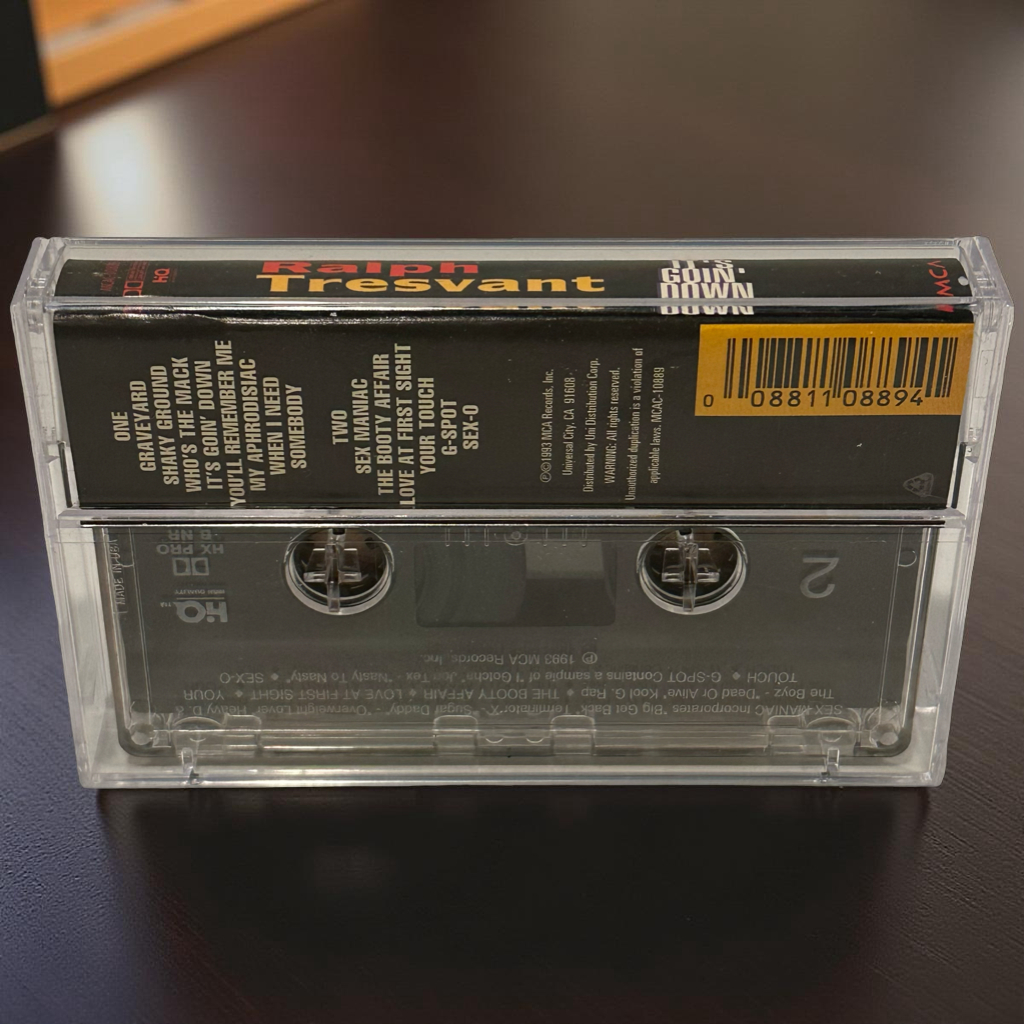 HQ
Ralph
Tresvant
IT'S
GOIN'
DOWN
MCA
ONE
GRAVEYARD
SHAKY GROUND
WHO'S THE MACK
IT'S GOIN' DOWN
YOU'LL REMEMBER ME
MY APHRODISIAC
WHEN I NEED
SOMEBODY
TWO
SEX MANIAC
THE BOOTY AFFAIR
LOVE AT FIRST SIGHT
YOUR TOUCH
G-SPOT
SEX-O
℗©1993 MCA Records, Inc.
Universal City, CA 91608 -
Distributed by Uni Distribution Corp.
WARNING: All rights reserved.
Unauthorized duplication is a violation of
applicable laws. MCAC-10889
0 08811 08894
2
MADE IN USA
HX PRO
B NR
HIQ TM
HIGH QUALITY
℗ 1993 MCA Records, Inc.
SEX MANIAC Incorporates "Big Get Back" Terminator X, "Sugar Daddy" - "Overweight Lover" Heavy D. &
The Boyz - "Dead Or Alive" Kool G. Rap ♦ THE BOOTY AFFAIR ♦ LOVE AT FIRST SIGHT ♦ YOUR
TOUCH ♦ G-SPOT Contains a sample of "I Gotcha" Joe Tex - "Nasty To Nasty" ♦ SEX-O